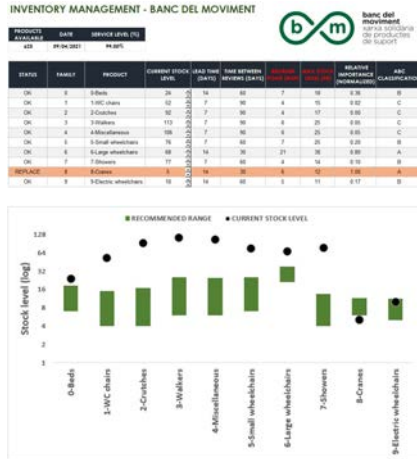 INVENTORY MANAGEMENT - BANC DEL MOVIMENT
banc del
moviment
xarxa solidària
de productes
de suport
PRODUCTS AVAILABLE DATE SERVICE LEVEL (%)
625 09/04/2021 99.00%
STATUS FAMILY PRODUCT CURRENT STOCK LEVEL LEAD TIME (DAYS) TIME BETWEEN REVIEWS (DAYS) RELATIVE IMPORTANCE (NORMALIZED) ABC CLASSIFICATION
OK 0 0-Beds 24 14 60 7 18 0.36 B
OK 1 1-WC chairs 52 7 90 4 15 0.02 C
OK 2 2-Crutches 92 7 90 4 17 0.00 C
OK 3 3-Walkers 113 7 90 6 25 0.05 C
OK 4 4-Miscellaneous 106 7 90 6 25 0.05 C
OK 5 5-Small wheelchairs 76 7 60 7 25 0.20 B
OK 6 6-Large wheelchairs 68 14 30 21 38 0.80 A
OK 7 7-Showers 77 7 60 4 14 0.10 B
REPLACE 8 8-Cranes 5 14 30 6 12 1.00 A
OK 9 9-Electric wheelchairs 10 14 60 5 11 0.17 B
RECOMMENDED RANGE CURRENT STOCK LEVEL
Stock level (log)
128
64
32
16
8
4
2
1
0-Beds
1-WC chairs
2-Crutches
3-Walkers
4-Miscellaneous
5-Small wheelchairs
6-Large wheelchairs
7-Showers
8-Cranes
9-Electric wheelchairs